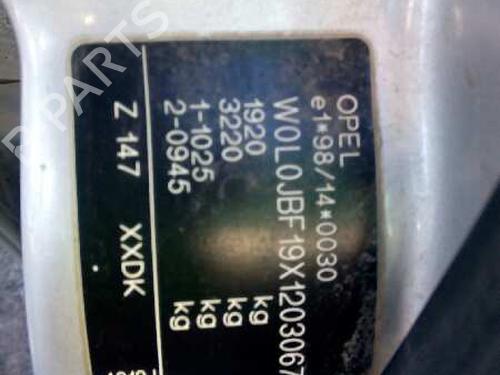 OPEL
e1*98/14*0030
W0L0JBF19X1203067
1920 kg
3220 kg
1-1025 kg
2-0945 kg
Z 147 XXDK
B PARTS